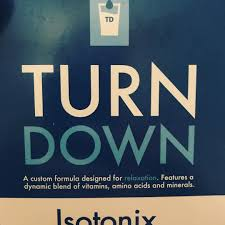 TD
TURN
DOWN
A custom formula designed for relaxation. Features a
dynamic blend of vitamins, amino acids and minerals.
Isotonix